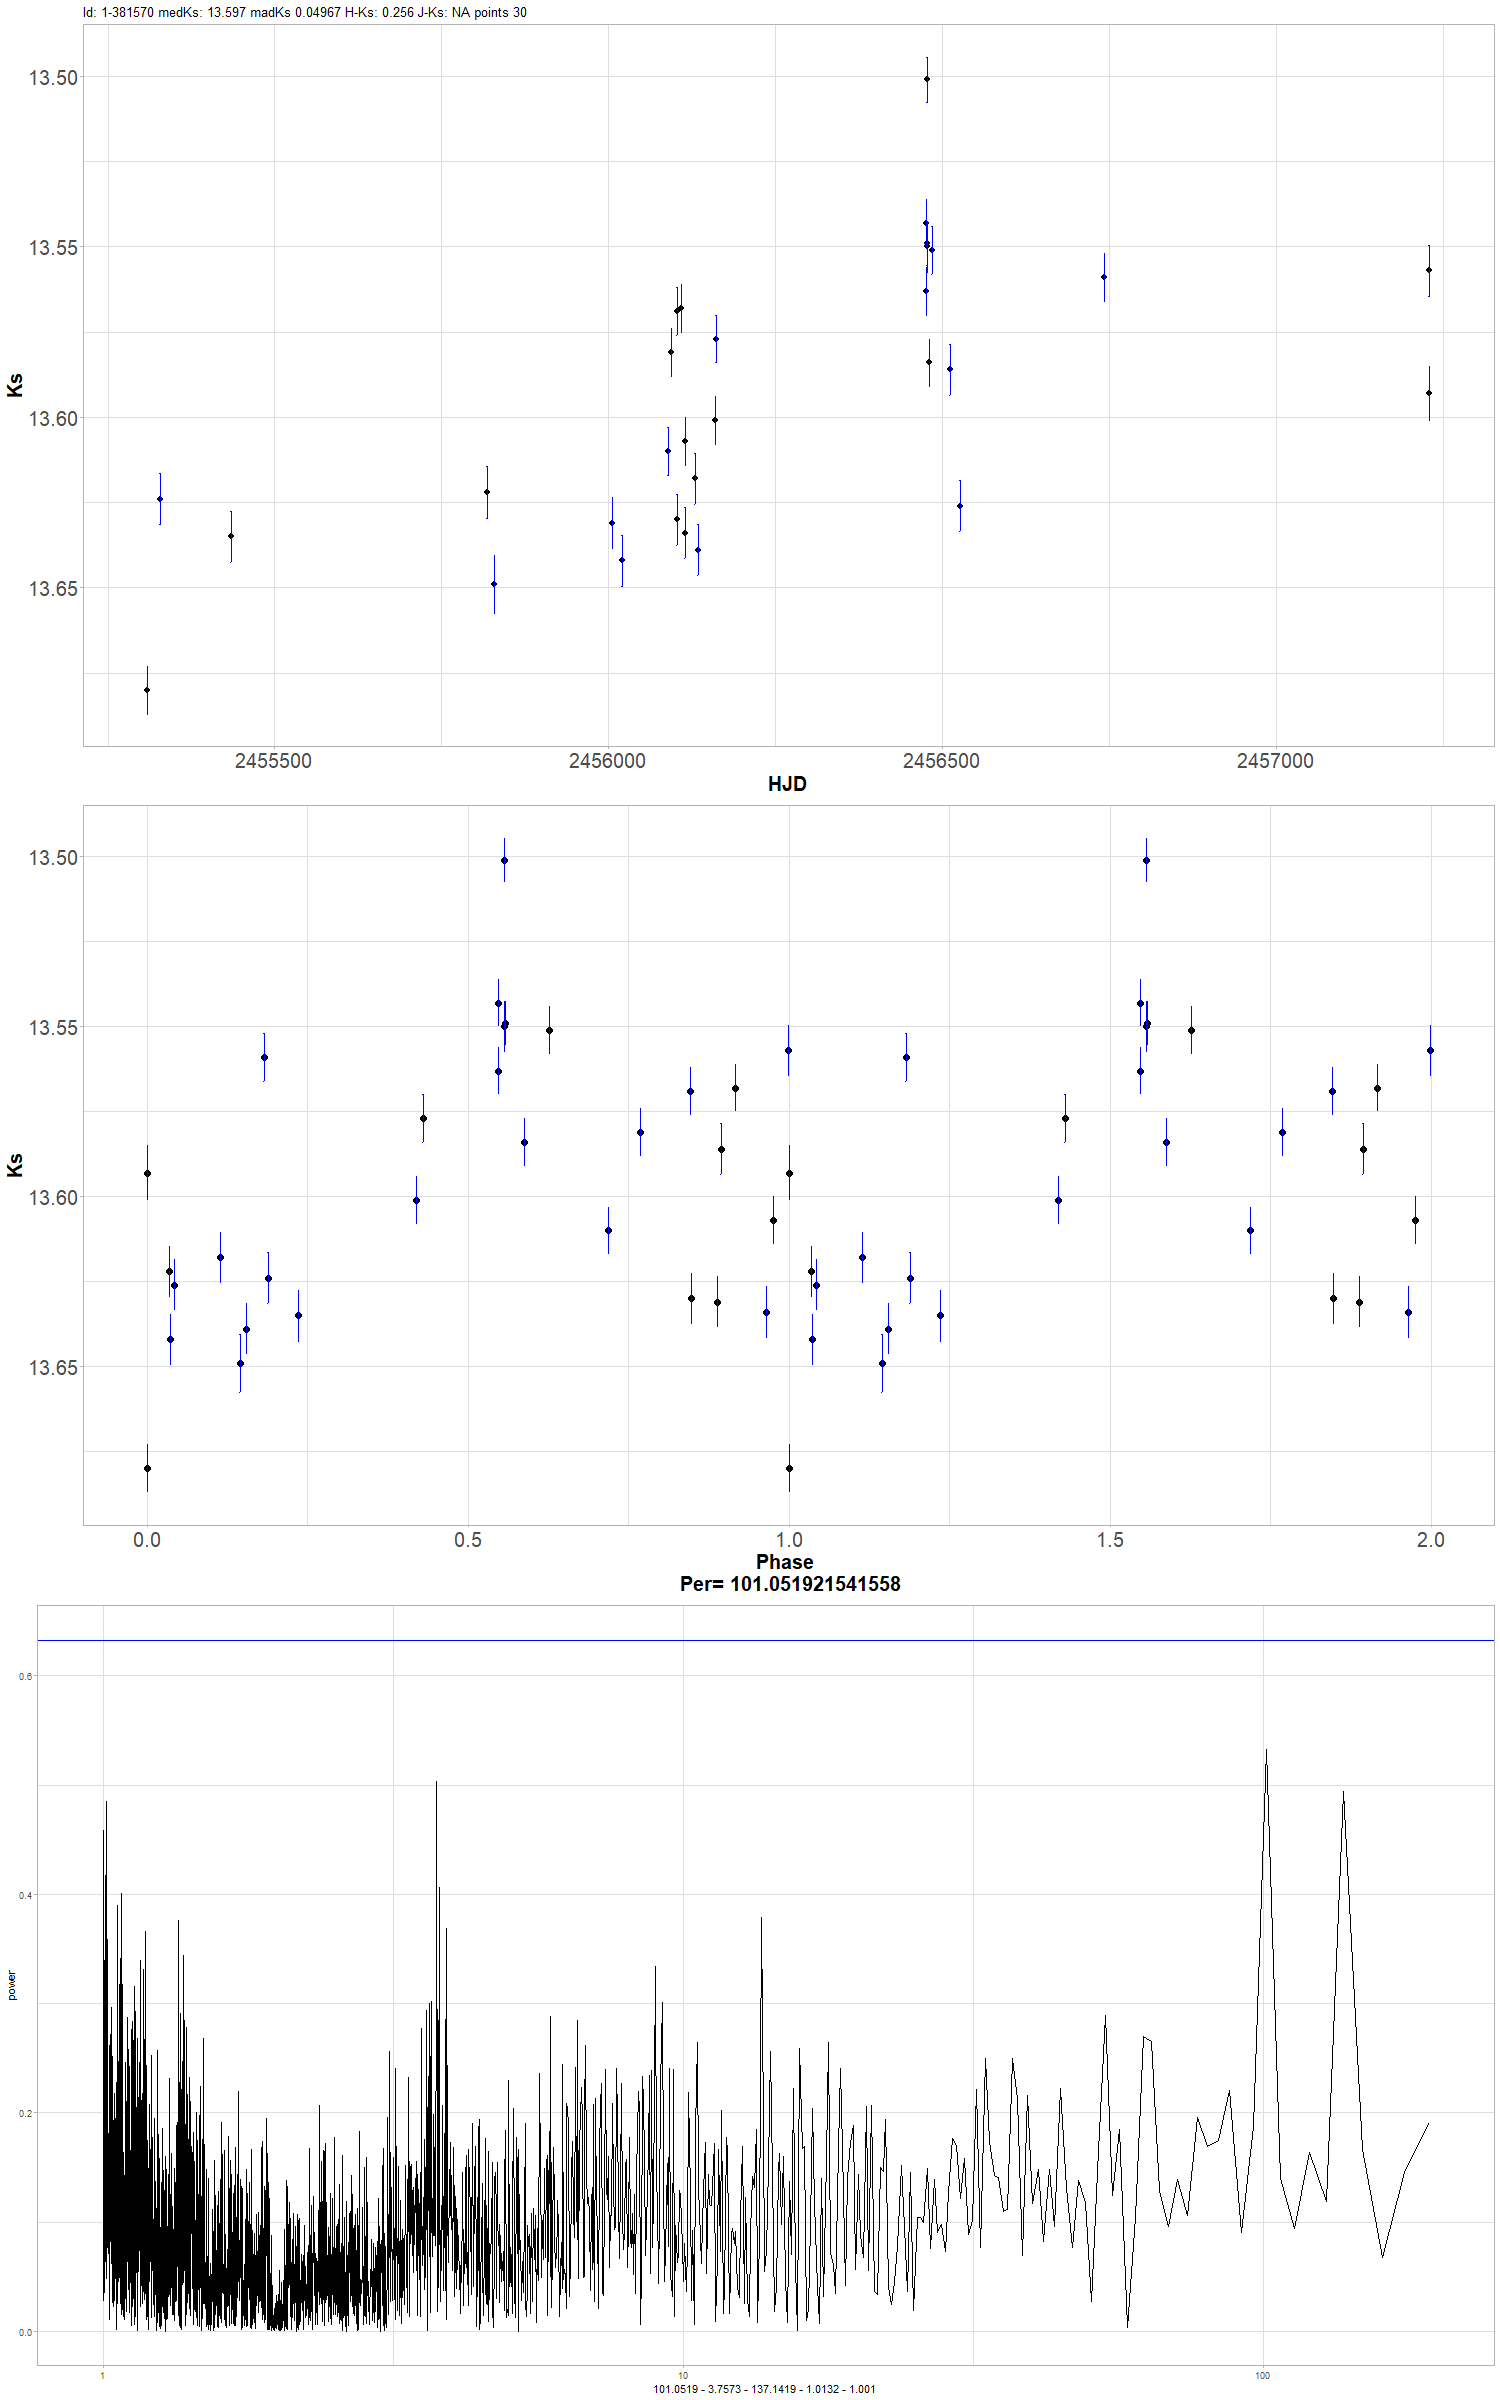 Id: 1-381570 medKs: 13.597 madKs 0.04967 H-Ks: 0.256 J-Ks: NA points 30
13.50
13.55
13.60
13.65
Ks
2455500 2456000 2456500 2457000
HJD
13.50
13.55
13.60
13.65
Ks
0.0 0.5 1.0 1.5 2.0
Phase
Per= 101.051921541558
0.6
0.4
0.2
0.0
power
1 10 100
101.0519 - 3.7573 - 137.1419 - 1.0132 - 1.001